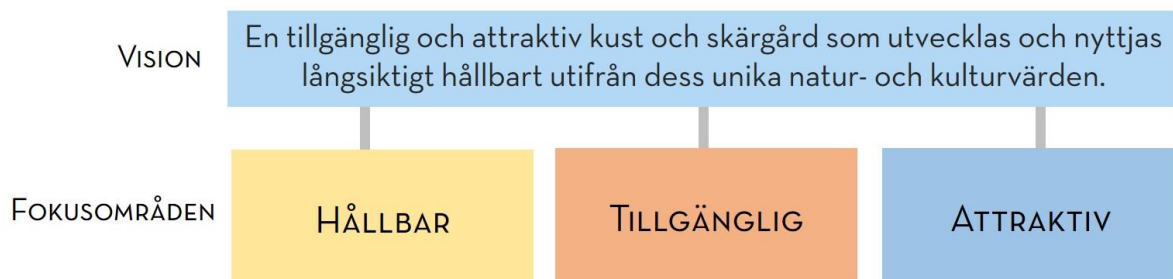 VISION
En tillgänglig och attraktiv kust och skärgård som utvecklas och nyttjas
långsiktigt hållbart utifrån dess unika natur- och kulturvärden.
FOKUSOMRÅDEN
HÅLLBAR
TILLGÄNGLIG
ATTRAKTIV